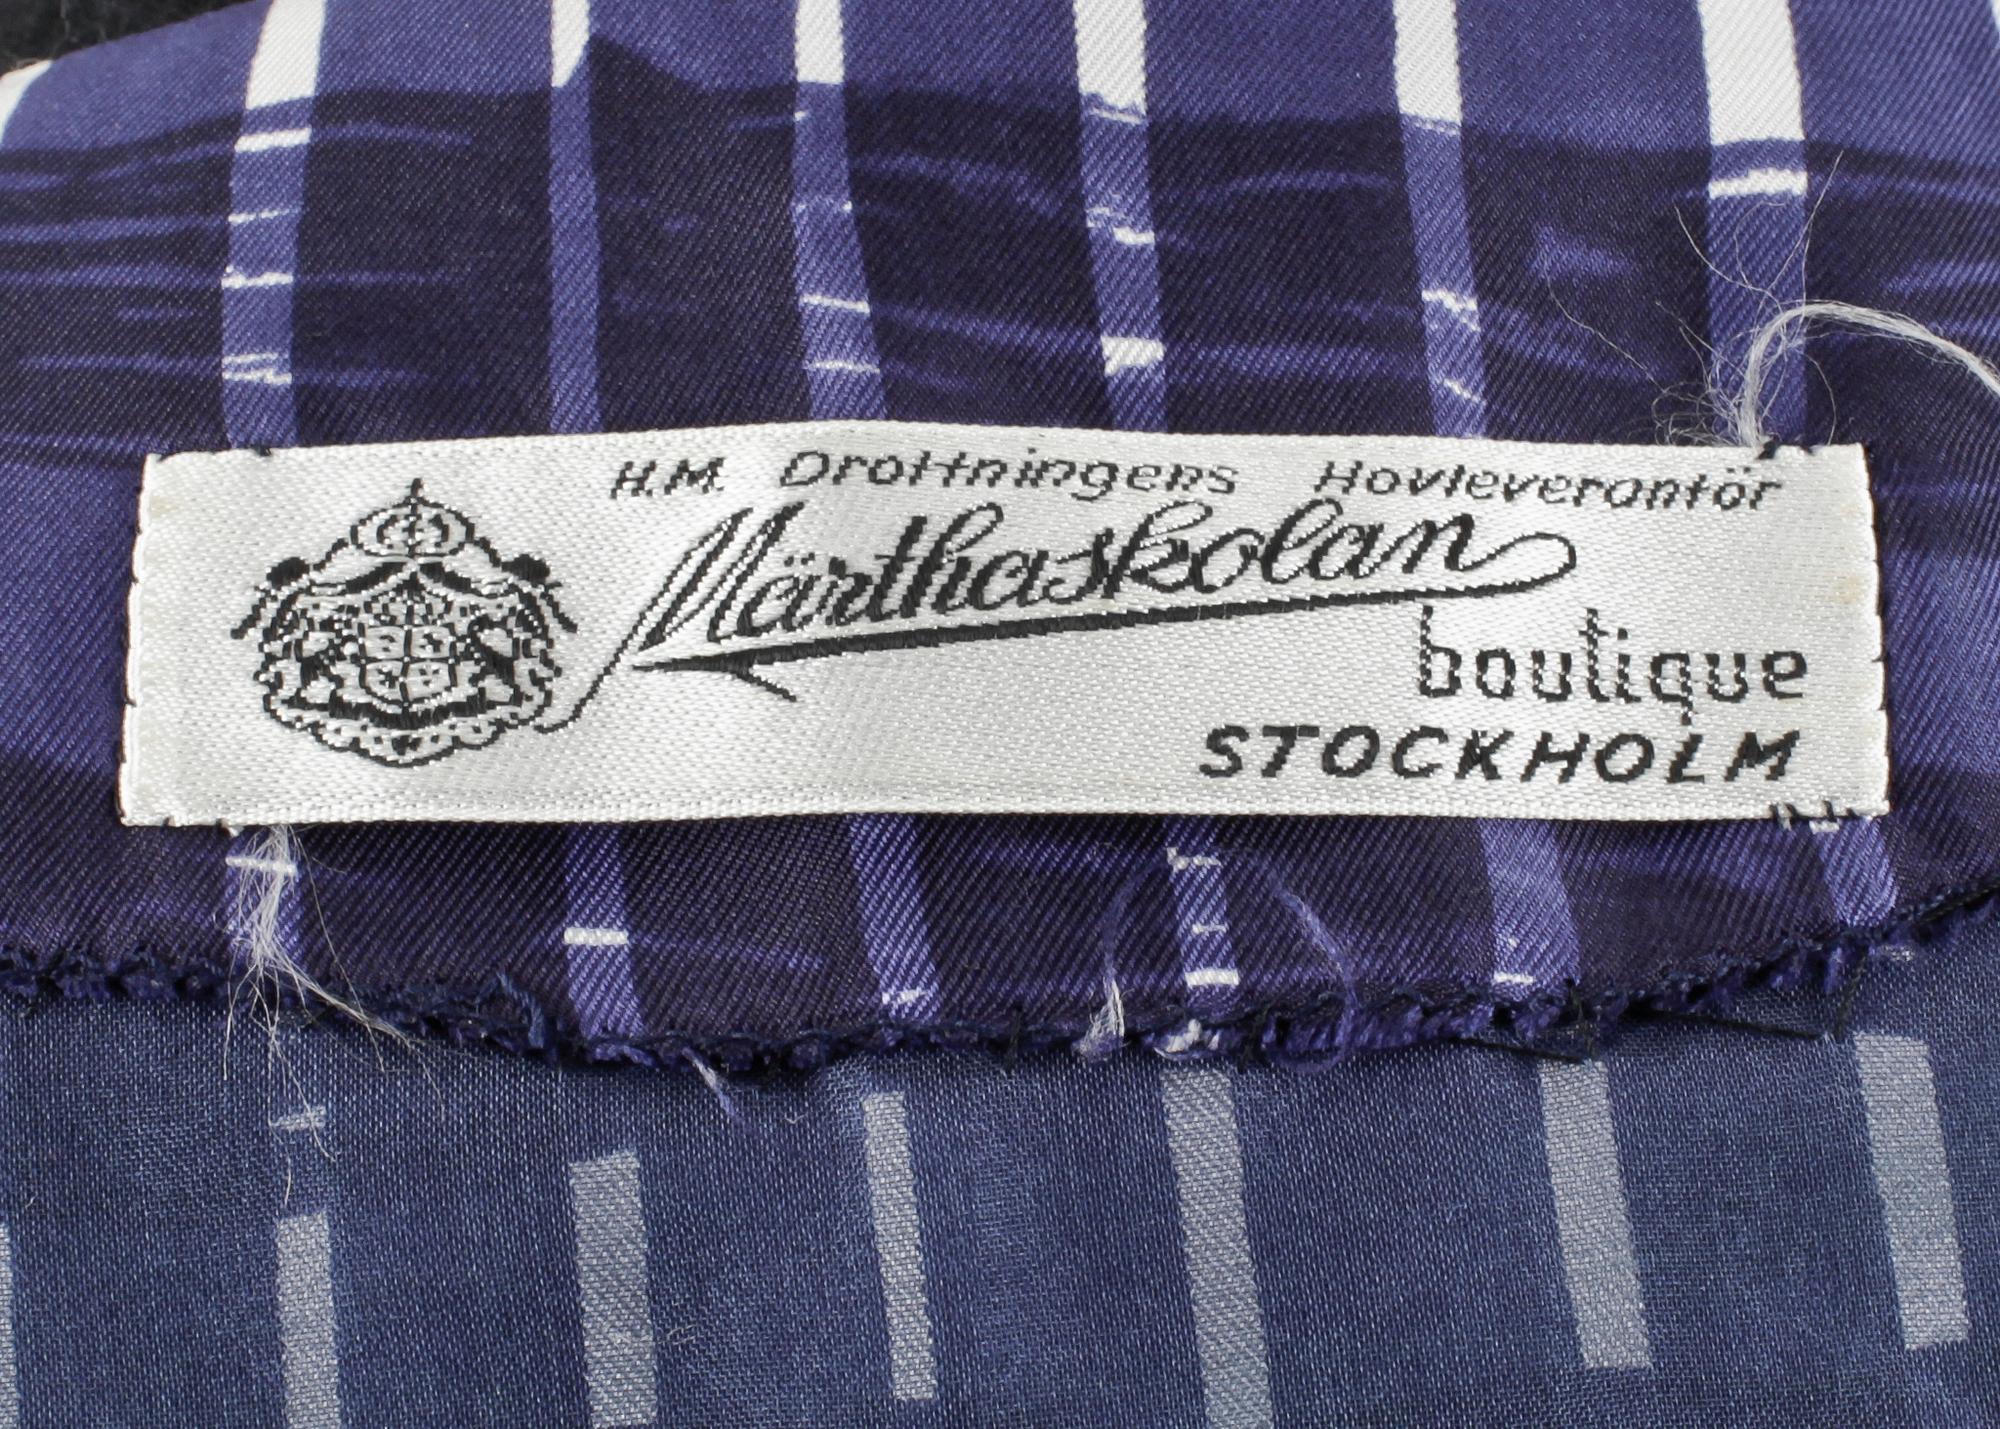 H.M. Drottningens Hovleverantör
Märthaskolan
boutique
STOCKHOLM